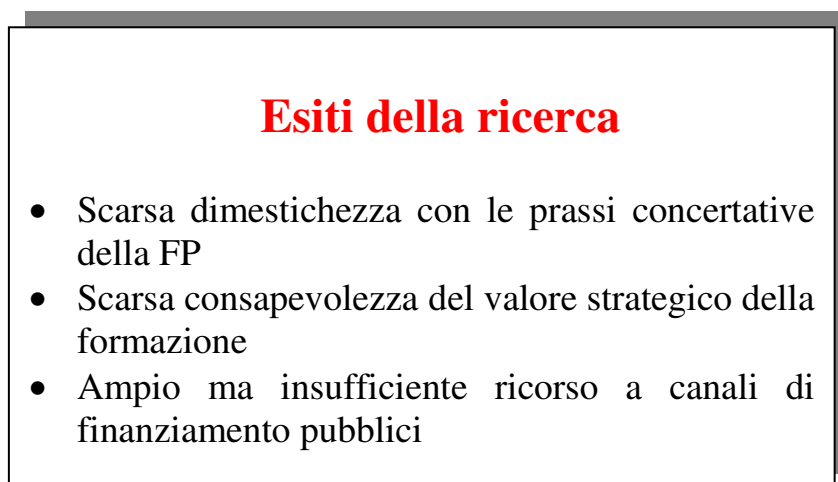 Esiti della ricerca
• Scarsa dimestichezza con le prassi concertative
della FP
• Scarsa consapevolezza del valore strategico della
formazione
• Ampio ma insufficiente ricorso a canali di
finanziamento pubblici